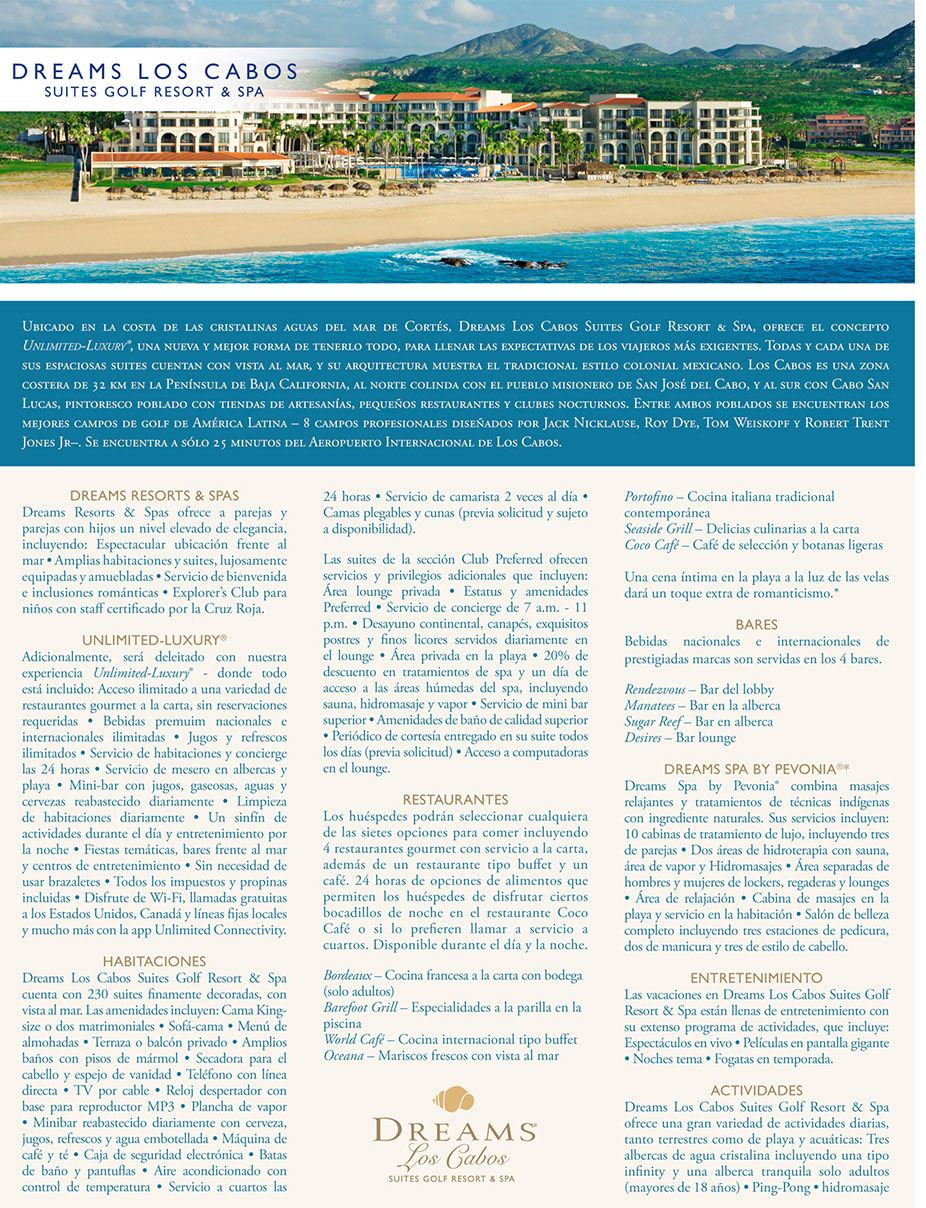 DREAMS LOS CABOS
SUITES GOLF RESORT & SPA
Ubicado en la costa de las cristalinas aguas del mar de Cortés, Dreams Los Cabos Suites Golf Resort & Spa, ofrece el concepto
Unlimited-Luxury®, una nueva y mejor forma de tenerlo todo, para llenar las expectativas de los viajeros más exigentes. Todas y cada una de
sus espaciosas suites cuentan con vista al mar, y su arquitectura muestra el tradicional estilo colonial mexicano. Los Cabos es una zona
costera de 32 km en la Península de Baja California, al norte colinda con el pueblo misionero de San José del Cabo, y al sur con Cabo San
Lucas, pintoresco poblado con tiendas de artesanías, pequeños restaurantes y clubes nocturnos. Entre ambos poblados se encuentran los
mejores campos de golf de América Latina – 8 campos profesionales diseñados por Jack Nicklause, Roy Dye, Tom Weiskopf y Robert Trent
Jones Jr–. Se encuentra a sólo 25 minutos del Aeropuerto Internacional de Los Cabos.
DREAMS RESORTS & SPAS
Dreams Resorts & Spas ofrece a parejas y
parejas con hijos un nivel elevado de elegancia,
incluyendo: Espectacular ubicación frente al
mar • Amplias habitaciones y suites, lujosamente
equipadas y amuebladas • Servicio de bienvenida
e inclusiones románticas • Explorer's Club para
niños con staff certificado por la Cruz Roja.
UNLIMITED-LUXURY®
Adicionalmente, será deleitado con nuestra
experiencia Unlimited-Luxury® - donde todo
está incluido: Acceso ilimitado a una variedad de
restaurantes gourmet a la carta, sin reservaciones
requeridas • Bebidas premuim nacionales e
internacionales ilimitadas • Jugos y refrescos
ilimitados • Servicio de habitaciones y concierge
las 24 horas • Servicio de mesero en albercas y
playa • Mini-bar con jugos, gaseosas, aguas y
cervezas reabastecido diariamente • Limpieza
de habitaciones diariamente • Un sinfín de
actividades durante el día y entretenimiento por
la noche • Fiestas temáticas, bares frente al mar
y centros de entretenimiento • Sin necesidad de
usar brazaletes • Todos los impuestos y propinas
incluidas • Disfrute de Wi-Fi, llamadas gratuitas
a los Estados Unidos, Canadá y líneas fijas locales
y mucho más con la app Unlimited Connectivity.
HABITACIONES
Dreams Los Cabos Suites Golf Resort & Spa
cuenta con 230 suites finamente decoradas, con
vista al mar. Las amenidades incluyen: Cama King-
size o dos matrimoniales • Sofá-cama • Menú de
almohadas • Terraza o balcón privado • Amplios
baños con pisos de mármol • Secadora para el
cabello y espejo de vanidad • Teléfono con línea
directa • TV por cable • Reloj despertador con
base para reproductor MP3 • Plancha de vapor
• Minibar reabastecido diariamente con cerveza,
jugos, refrescos y agua embotellada • Máquina de
café y té • Caja de seguridad electrónica • Batas
de baño y pantuflas • Aire acondicionado con
control de temperatura • Servicio a cuartos las
24 horas • Servicio de camarista 2 veces al día •
Camas plegables y cunas (previa solicitud y sujeto
a disponibilidad).
Las suites de la sección Club Preferred ofrecen
servicios y privilegios adicionales que incluyen:
Área lounge privada • Estatus y amenidades
Preferred • Servicio de concierge de 7 a.m. - 11
p.m. • Desayuno continental, canapés, exquisitos
postres y finos licores servidos diariamente en
el lounge • Área privada en la playa • 20% de
descuento en tratamientos de spa y un día de
acceso a las áreas húmedas del spa, incluyendo
sauna, hidromasaje y vapor • Servicio de mini bar
superior • Amenidades de baño de calidad superior
• Periódico de cortesía entregado en su suite todos
los días (previa solicitud) • Acceso a computadoras
en el lounge.
RESTAURANTES
Los huéspedes podrán seleccionar cualquiera
de las sietes opciones para comer incluyendo
4 restaurantes gourmet con servicio a la carta,
además de un restaurante tipo buffet y un
café. 24 horas de opciones de alimentos que
permiten los huéspedes de disfrutar ciertos
bocadillos de noche en el restaurante Coco
Café o si lo prefieren llamar a servicio a
cuartos. Disponible durante el día y la noche.
Bordeaux – Cocina francesa a la carta con bodega
(solo adultos)
Barefoot Grill – Especialidades a la parilla en la
piscina
World Café – Cocina internacional tipo buffet
Oceana – Mariscos frescos con vista al mar
DREAMS®
Los Cabos
SUITES GOLF RESORT & SPA
Portofino – Cocina italiana tradicional
contemporánea
Seaside Grill – Delicias culinarias a la carta
Coco Café – Café de selección y botanas ligeras
Una cena íntima en la playa a la luz de las velas
dará un toque extra de romanticismo.*
BARES
Bebidas nacionales e internacionales de
prestigiadas marcas son servidas en los 4 bares.
Rendezvous – Bar del lobby
Manatees – Bar en la alberca
Sugar Reef – Bar en alberca
Desires – Bar lounge
DREAMS SPA BY PEVONIA®*
Dreams Spa by Pevonia® combina masajes
relajantes y tratamientos de técnicas indígenas
con ingrediente naturales. Sus servicios incluyen:
10 cabinas de tratamiento de lujo, incluyendo tres
de parejas • Dos áreas de hidroterapia con sauna,
área de vapor y Hidromasajes • Área separadas de
hombres y mujeres de lockers, regaderas y lounges
• Área de relajación • Cabina de masajes en la
playa y servicio en la habitación • Salón de belleza
completo incluyendo tres estaciones de pedicura,
dos de manicura y tres de estilo de cabello.
ENTRETENIMIENTO
Las vacaciones en Dreams Los Cabos Suites Golf
Resort & Spa están llenas de entretenimiento con
su extenso programa de actividades, que incluye:
Espectáculos en vivo • Películas en pantalla gigante
• Noches tema • Fogatas en temporada.
ACTIVIDADES
Dreams Los Cabos Suites Golf Resort & Spa
ofrece una gran variedad de actividades diarias,
tanto terrestres como de playa y acuáticas: Tres
albercas de agua cristalina incluyendo una tipo
infinity y una alberca tranquila solo adultos
(mayores de 18 años) • Ping-Pong • hidromasaje